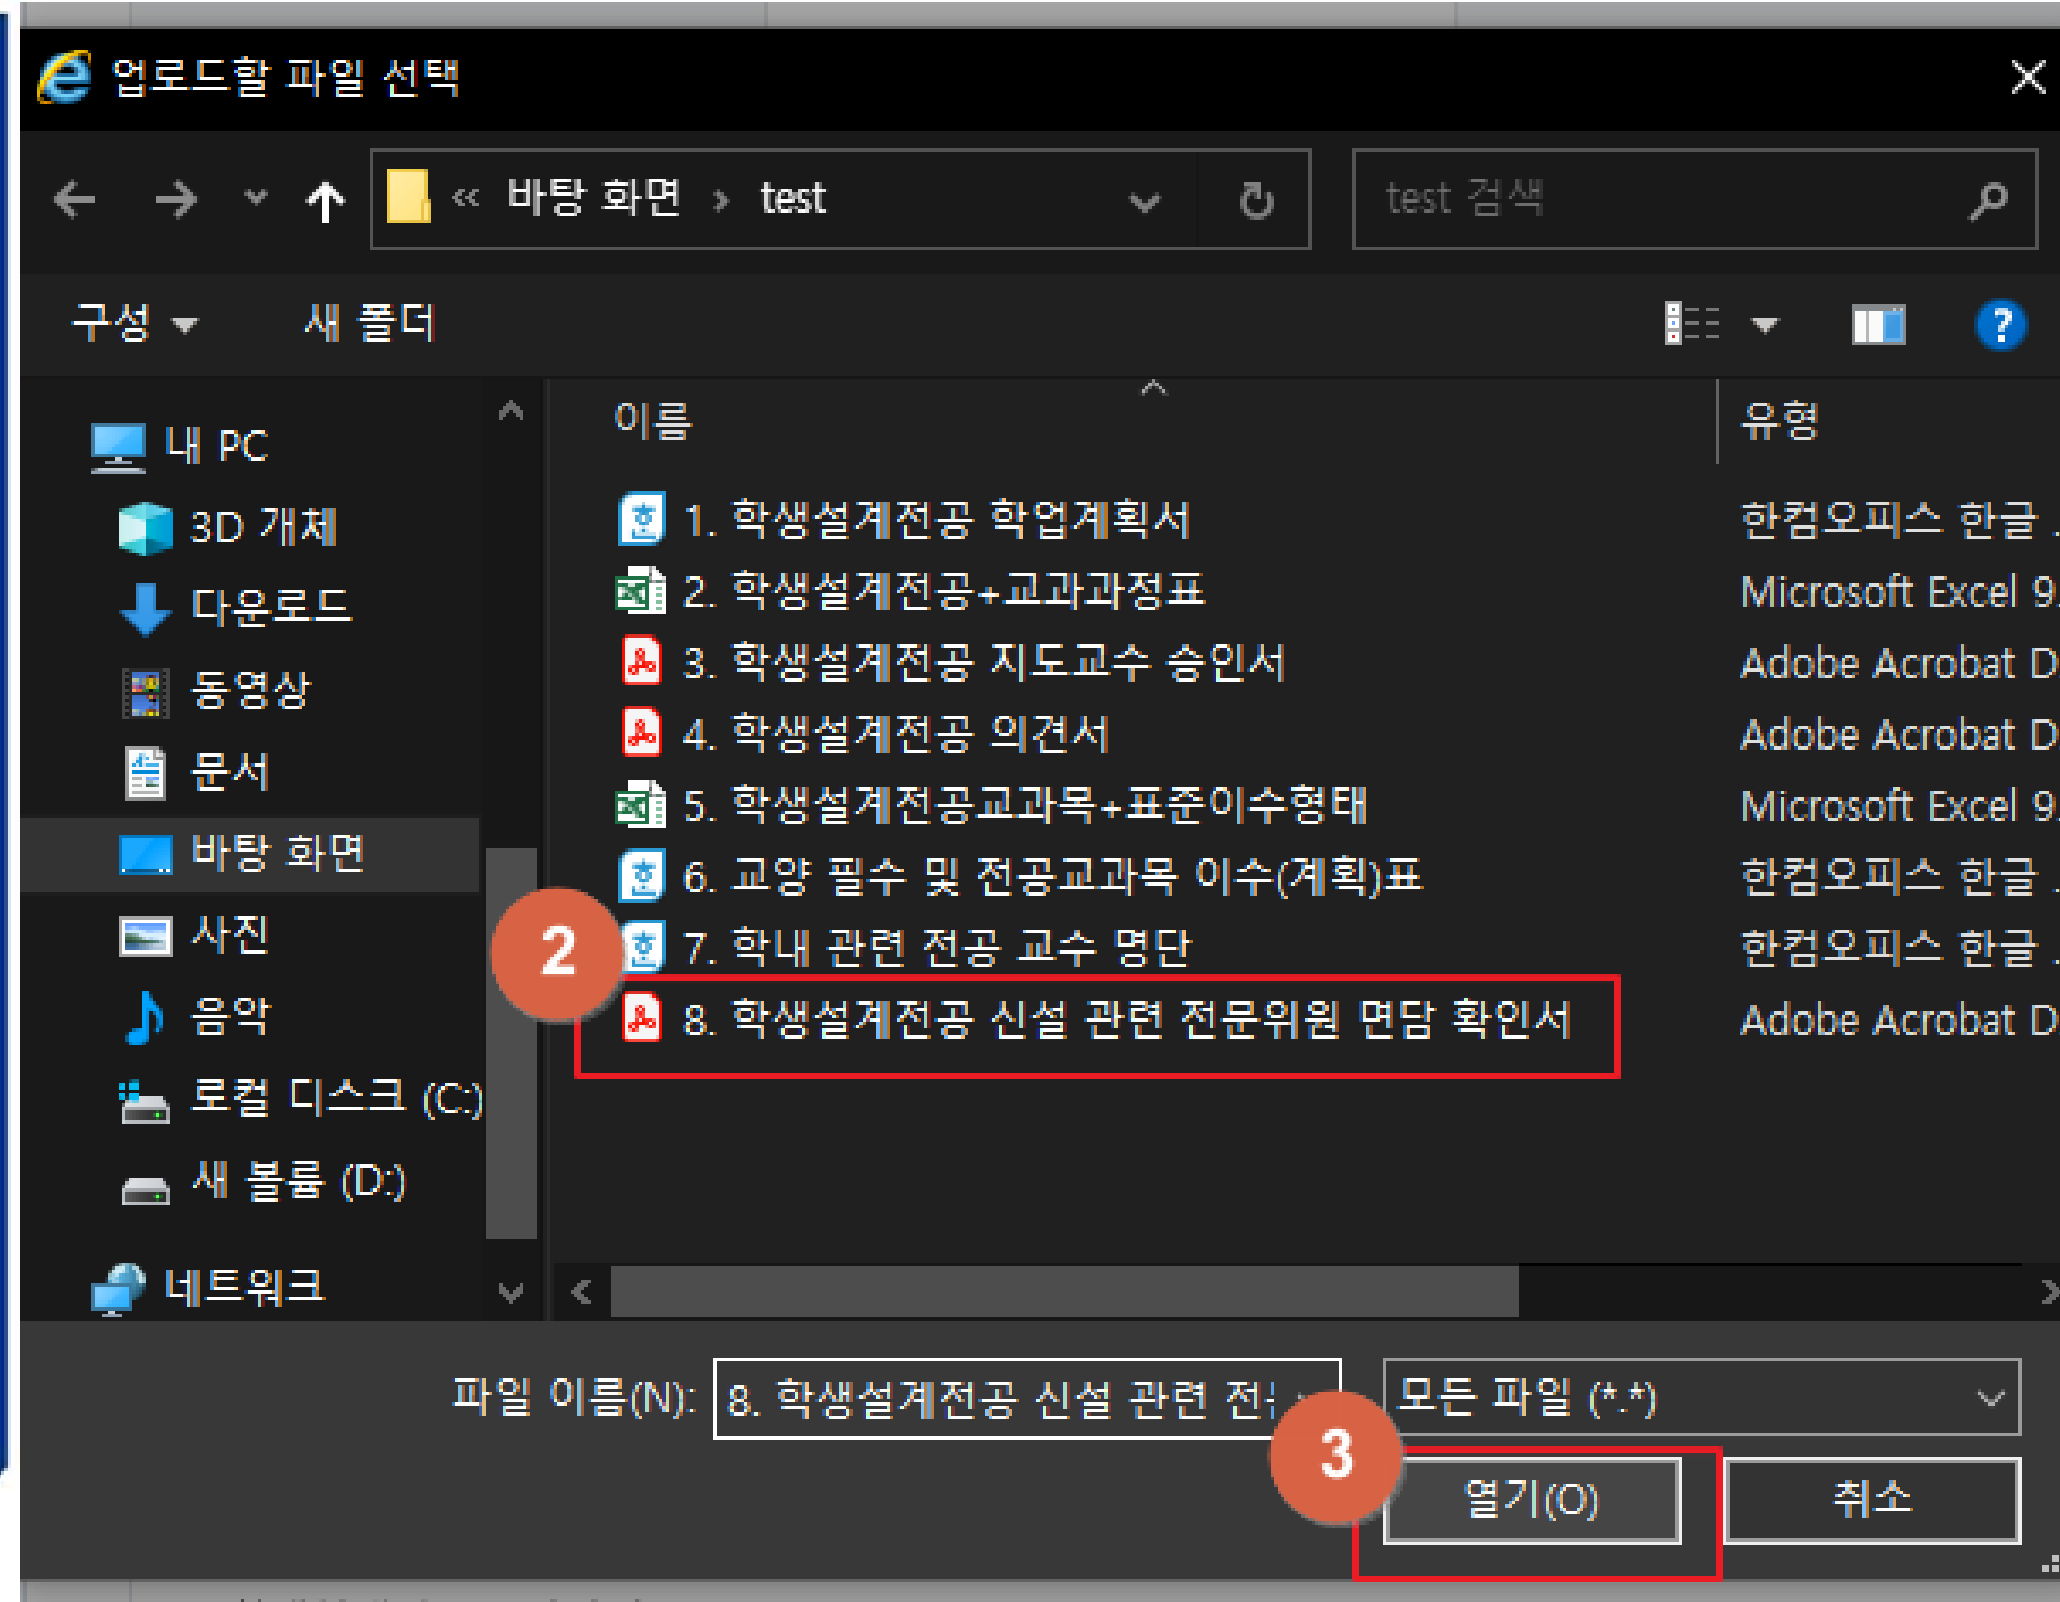 업로드할 파일 선택
« 바탕 화면 › test
test 검색
구성
새 폴더
?
내 PC
3D 개체
다운로드
동영상
문서
바탕 화면
사진
음악
로컬 디스크 (C:)
새 볼륨 (D:)
네트워크
이름
유형
1. 학생설계전공 학업계획서
한컴오피스 한글 .
2. 학생설계전공+교과과정표
Microsoft Excel 9.
3. 학생설계전공 지도교수 승인서
Adobe Acrobat D.
4. 학생설계전공 의견서
Adobe Acrobat D.
5. 학생설계전공교과목+표준이수형태
Microsoft Excel 9.
6. 교양 필수 및 전공교과목 이수(계획)표
한컴오피스 한글 .
2
7. 학내 관련 전공 교수 명단
한컴오피스 한글 .
8. 학생설계전공 신설 관련 전문위원 면담 확인서
Adobe Acrobat D
파일 이름(N):
8. 학생설계전공 신설 관련
모든 파일 (*.*)
3
열기(O)
취소